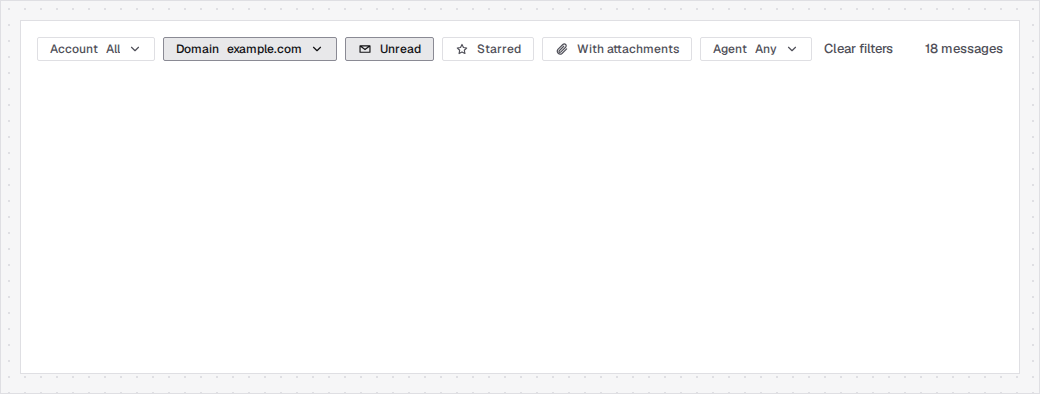 Account All Domain example.com Unread Starred With attachments Agent Any Clear filters 18 messages